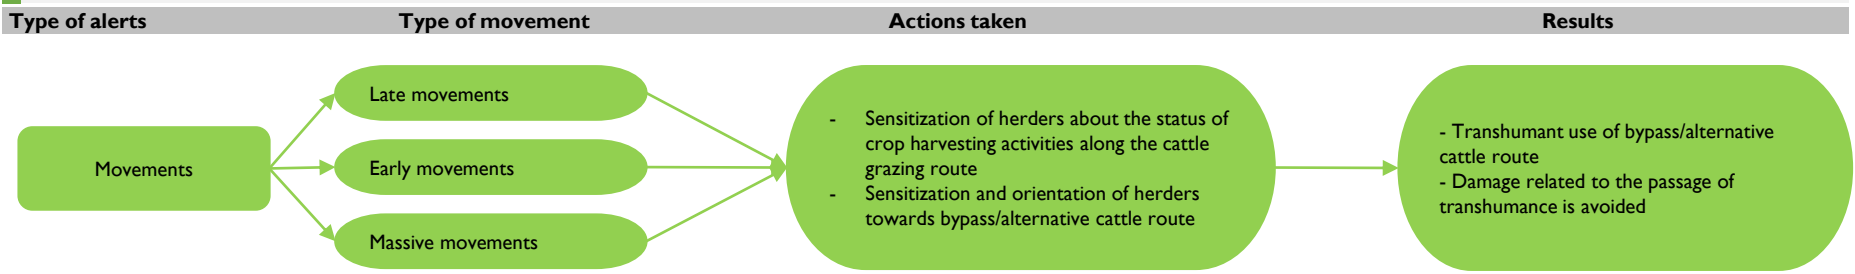 Type of alerts Type of movement Actions taken Results
Movements
Late movements
Early movements
Massive movements
- Sensitization of herders about the status of
crop harvesting activities along the cattle
grazing route
- Sensitization and orientation of herders
towards bypass/alternative cattle route
- Transhumant use of bypass/alternative
cattle route
- Damage related to the passage of
transhumance is avoided